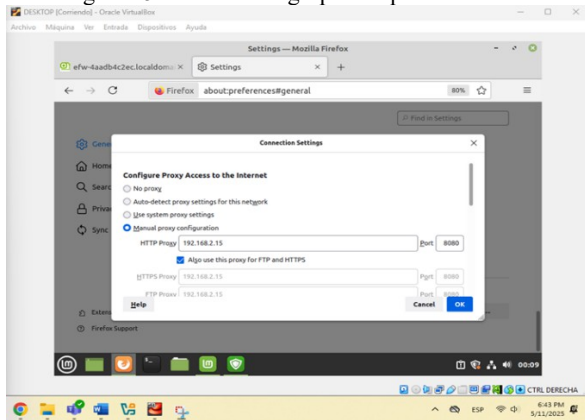 DESKTOP [Corriendo] - Oracle VirtualBox
Archivo Máquina Ver Entrada Dispositivos Ayuda
Settings — Mozilla Firefox
efw-4aadb4c2ec.localdoma
Settings
Firefox about:preferences#general 80%
Find in Settings
Gene
Home
Searc
Priva
Sync
Connection Settings
Configure Proxy Access to the Internet
No proxy
Auto-detect proxy settings for this network
Use system proxy settings
Manual proxy configuration
HTTP Proxy 192.168.2.15 Port 8080
Also use this proxy for FTP and HTTPS
HTTPS Proxy 192.168.2.15 Port 8080
FTP Proxy 192.168.2.15 Port 8080
Help Cancel OK
Extens
Firefox Support
00:09
CTRL DERECHA
ESP 6:43 PM
5/11/2025